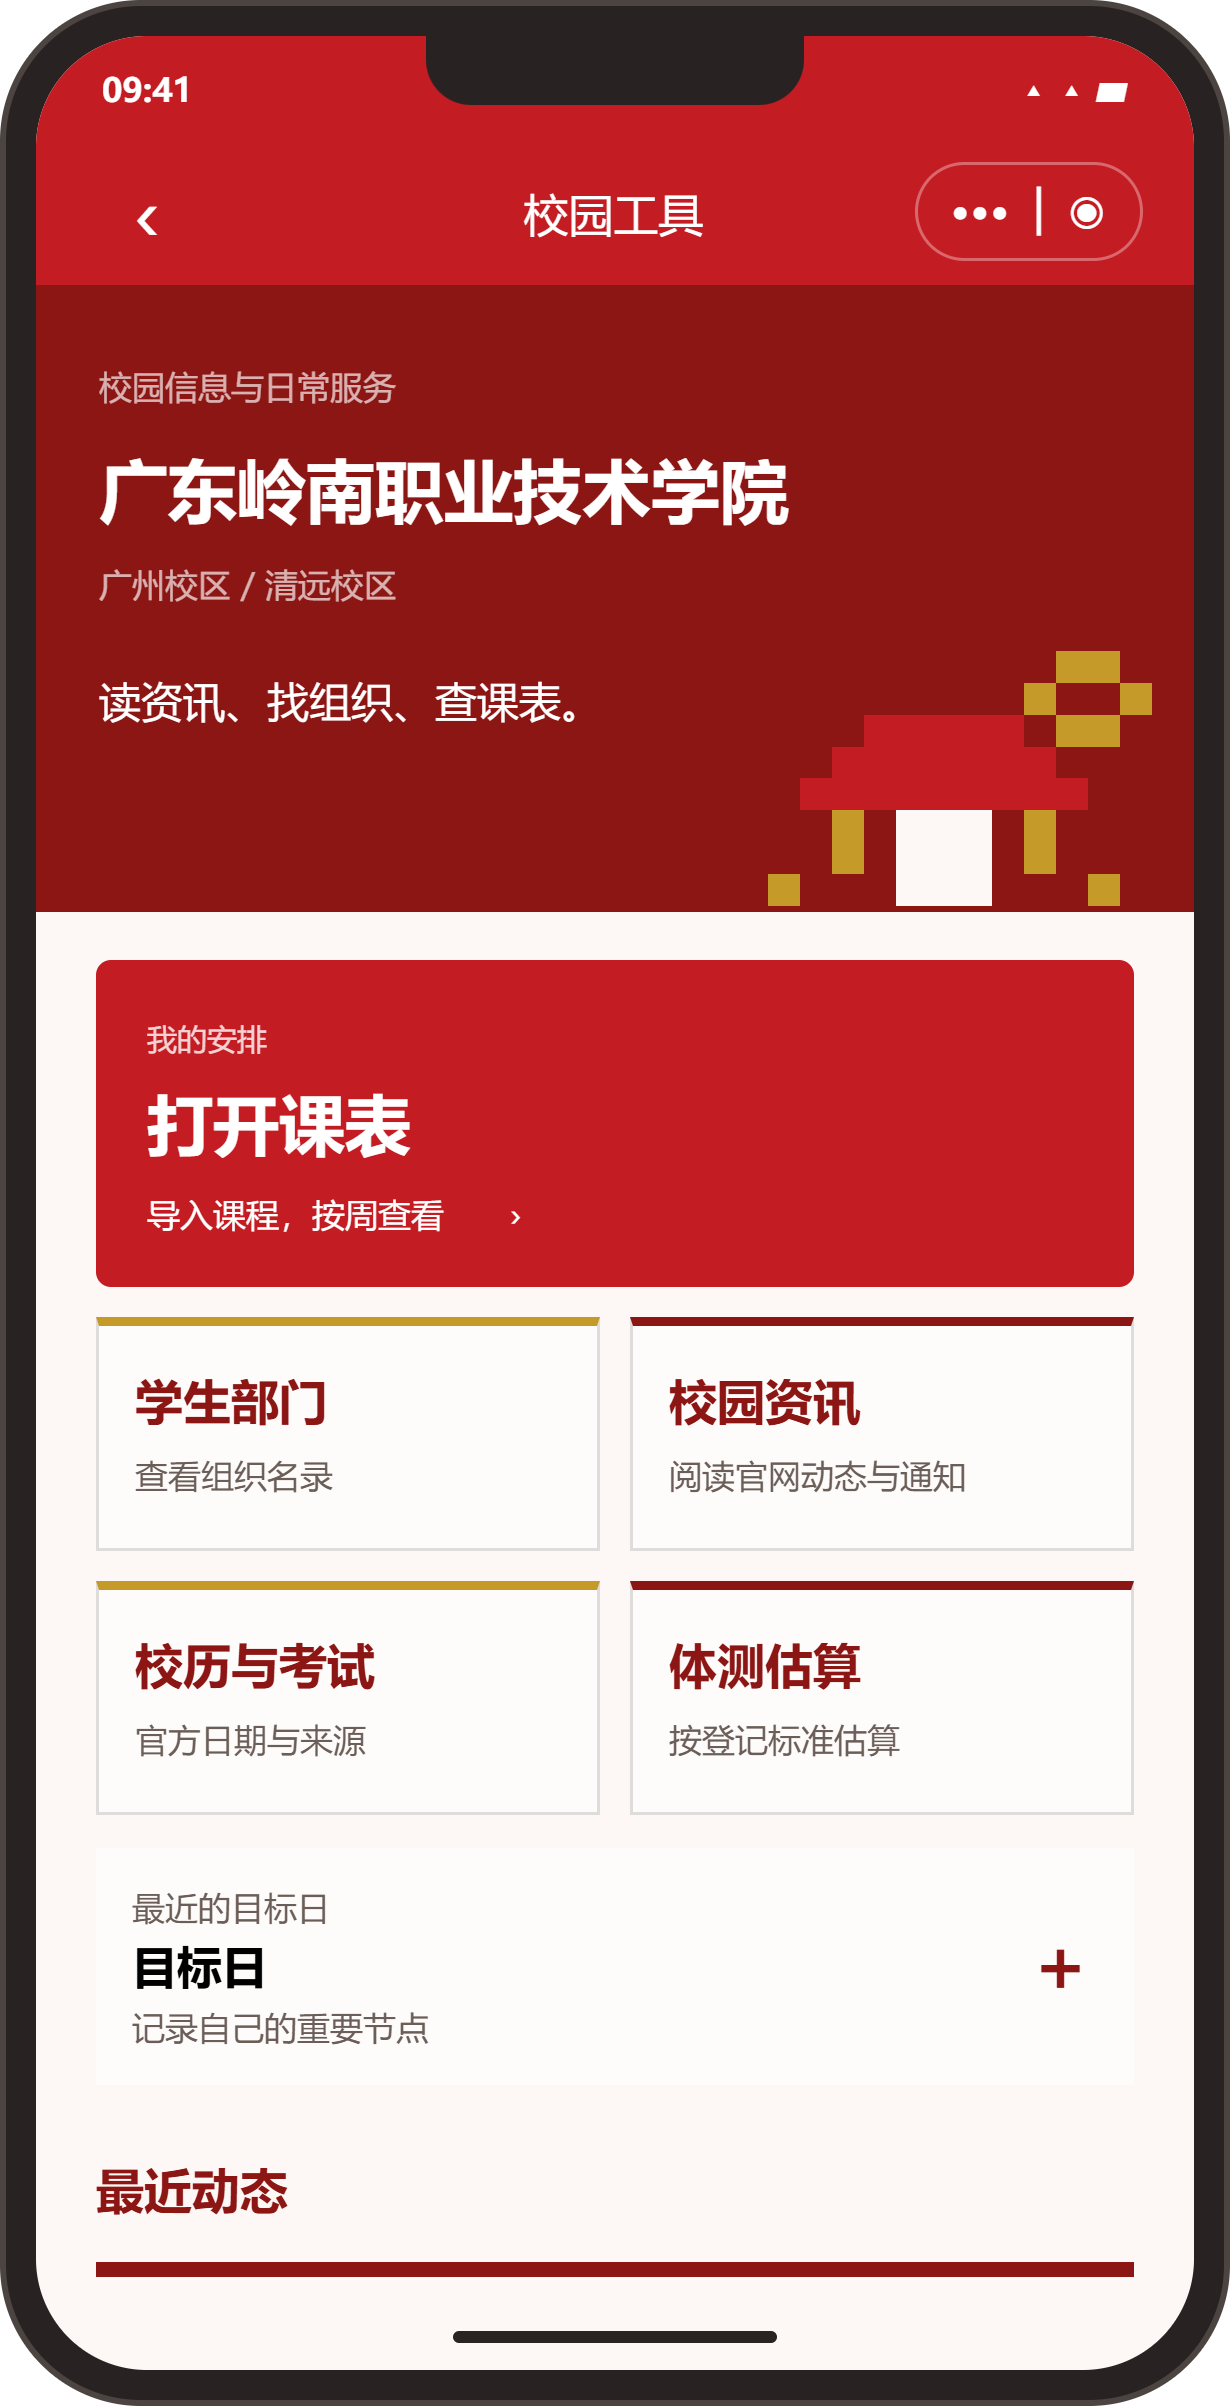 09:41
校园工具
校园信息与日常服务
广东岭南职业技术学院
广州校区 / 清远校区
读资讯、找组织、查课表。
我的安排
打开课表
导入课程，按周查看 ›
学生部门
查看组织名录
校园资讯
阅读官网动态与通知
校历与考试
官方日期与来源
体测估算
按登记标准估算
最近的目标日
目标日
记录自己的重要节点
+
最近动态